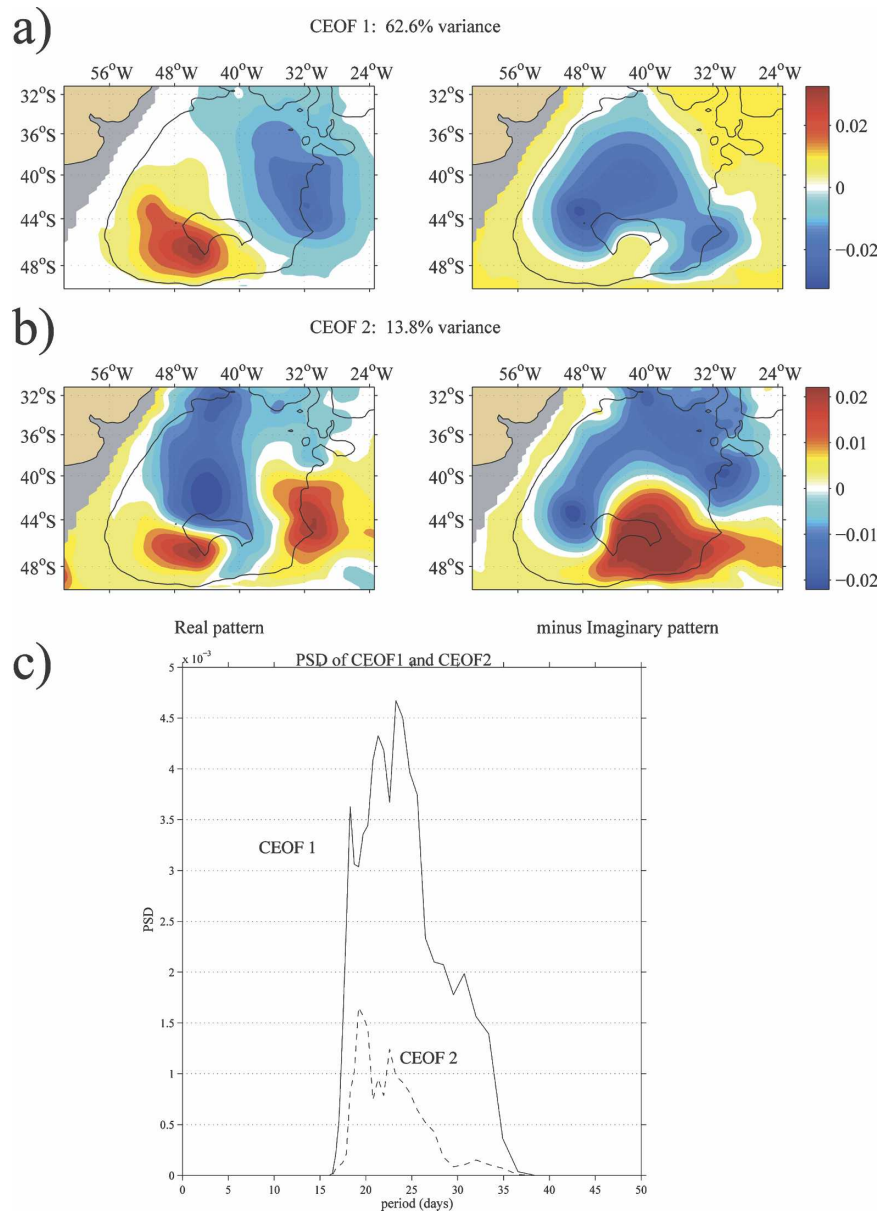 a)
CEOF 1: 62.6% variance
56°W 48°W 40°W 32°W 24°W
48°W 40°W 32°W 24°W
32°S
36°S
40°S
44°S
48°S
32°S
36°S
40°S
44°S
48°S
0.02
0.01
0
−0.01
−0.02
b)
CEOF 2: 13.8% variance
56°W 48°W 40°W 32°W 24°W
56°W 48°W 40°W 32°W 24°W
32°S
36°S
40°S
44°S
48°S
32°S
36°S
40°S
44°S
48°S
0.02
0.01
0
−0.01
−0.02
Real pattern
minus Imaginary pattern
c)
x 10⁻³
PSD of CEOF1 and CEOF2
5
4.5
4
3.5
3
2.5
2
1.5
1
0.5
0
PSD
CEOF 1
CEOF 2
0 5 10 15 20 25 30 35 40 45 50
period (days)